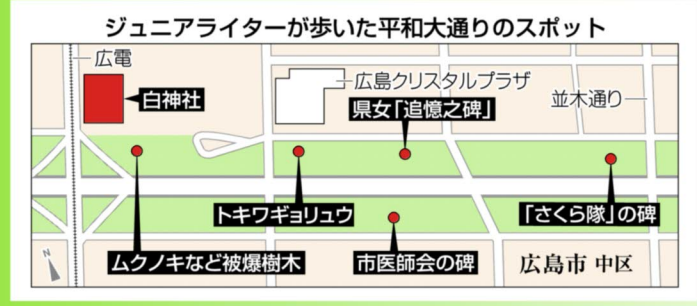 ジュニアライターが歩いた平和大通りのスポット
広電
白神社
広島クリスタルプラザ
県女「追憶之碑」
並木通り
トキワギョリュウ
「さくら隊」の碑
ムクノキなど被爆樹木
市医師会の碑
広島市 中区
N